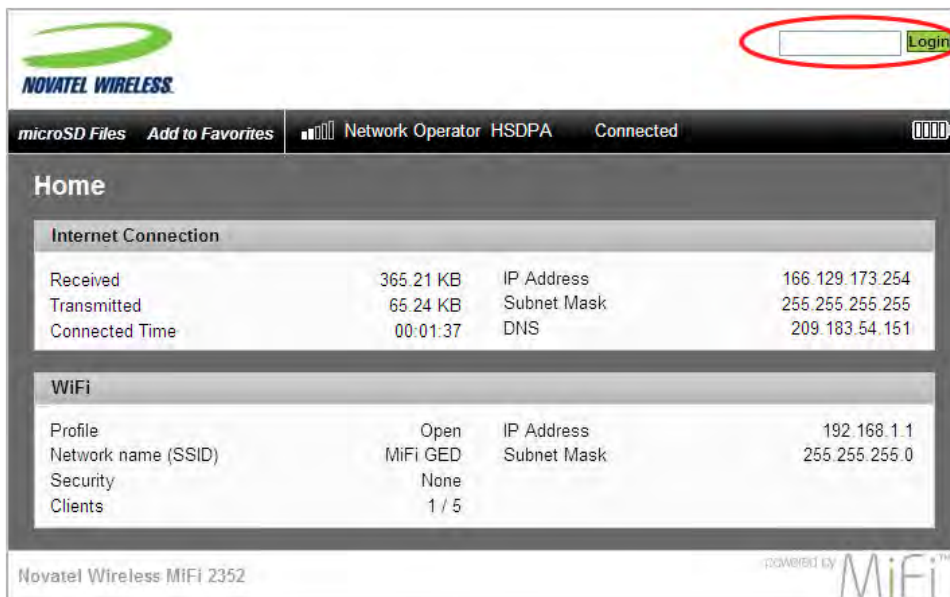 Login
NOVATEL WIRELESS
microSD Files Add to Favorites Network Operator HSDPA Connected
Home
Internet Connection
Received 365.21 KB IP Address 166.129.173.254
Transmitted 65.24 KB Subnet Mask 255.255.255.255
Connected Time 00:01:37 DNS 209.183.54.151
WiFi
Profile Open IP Address 192.168.1.1
Network name (SSID) MiFi GED Subnet Mask 255.255.255.0
Security None
Clients 1 / 5
Novatel Wireless MiFi 2352 powered by MiFi™